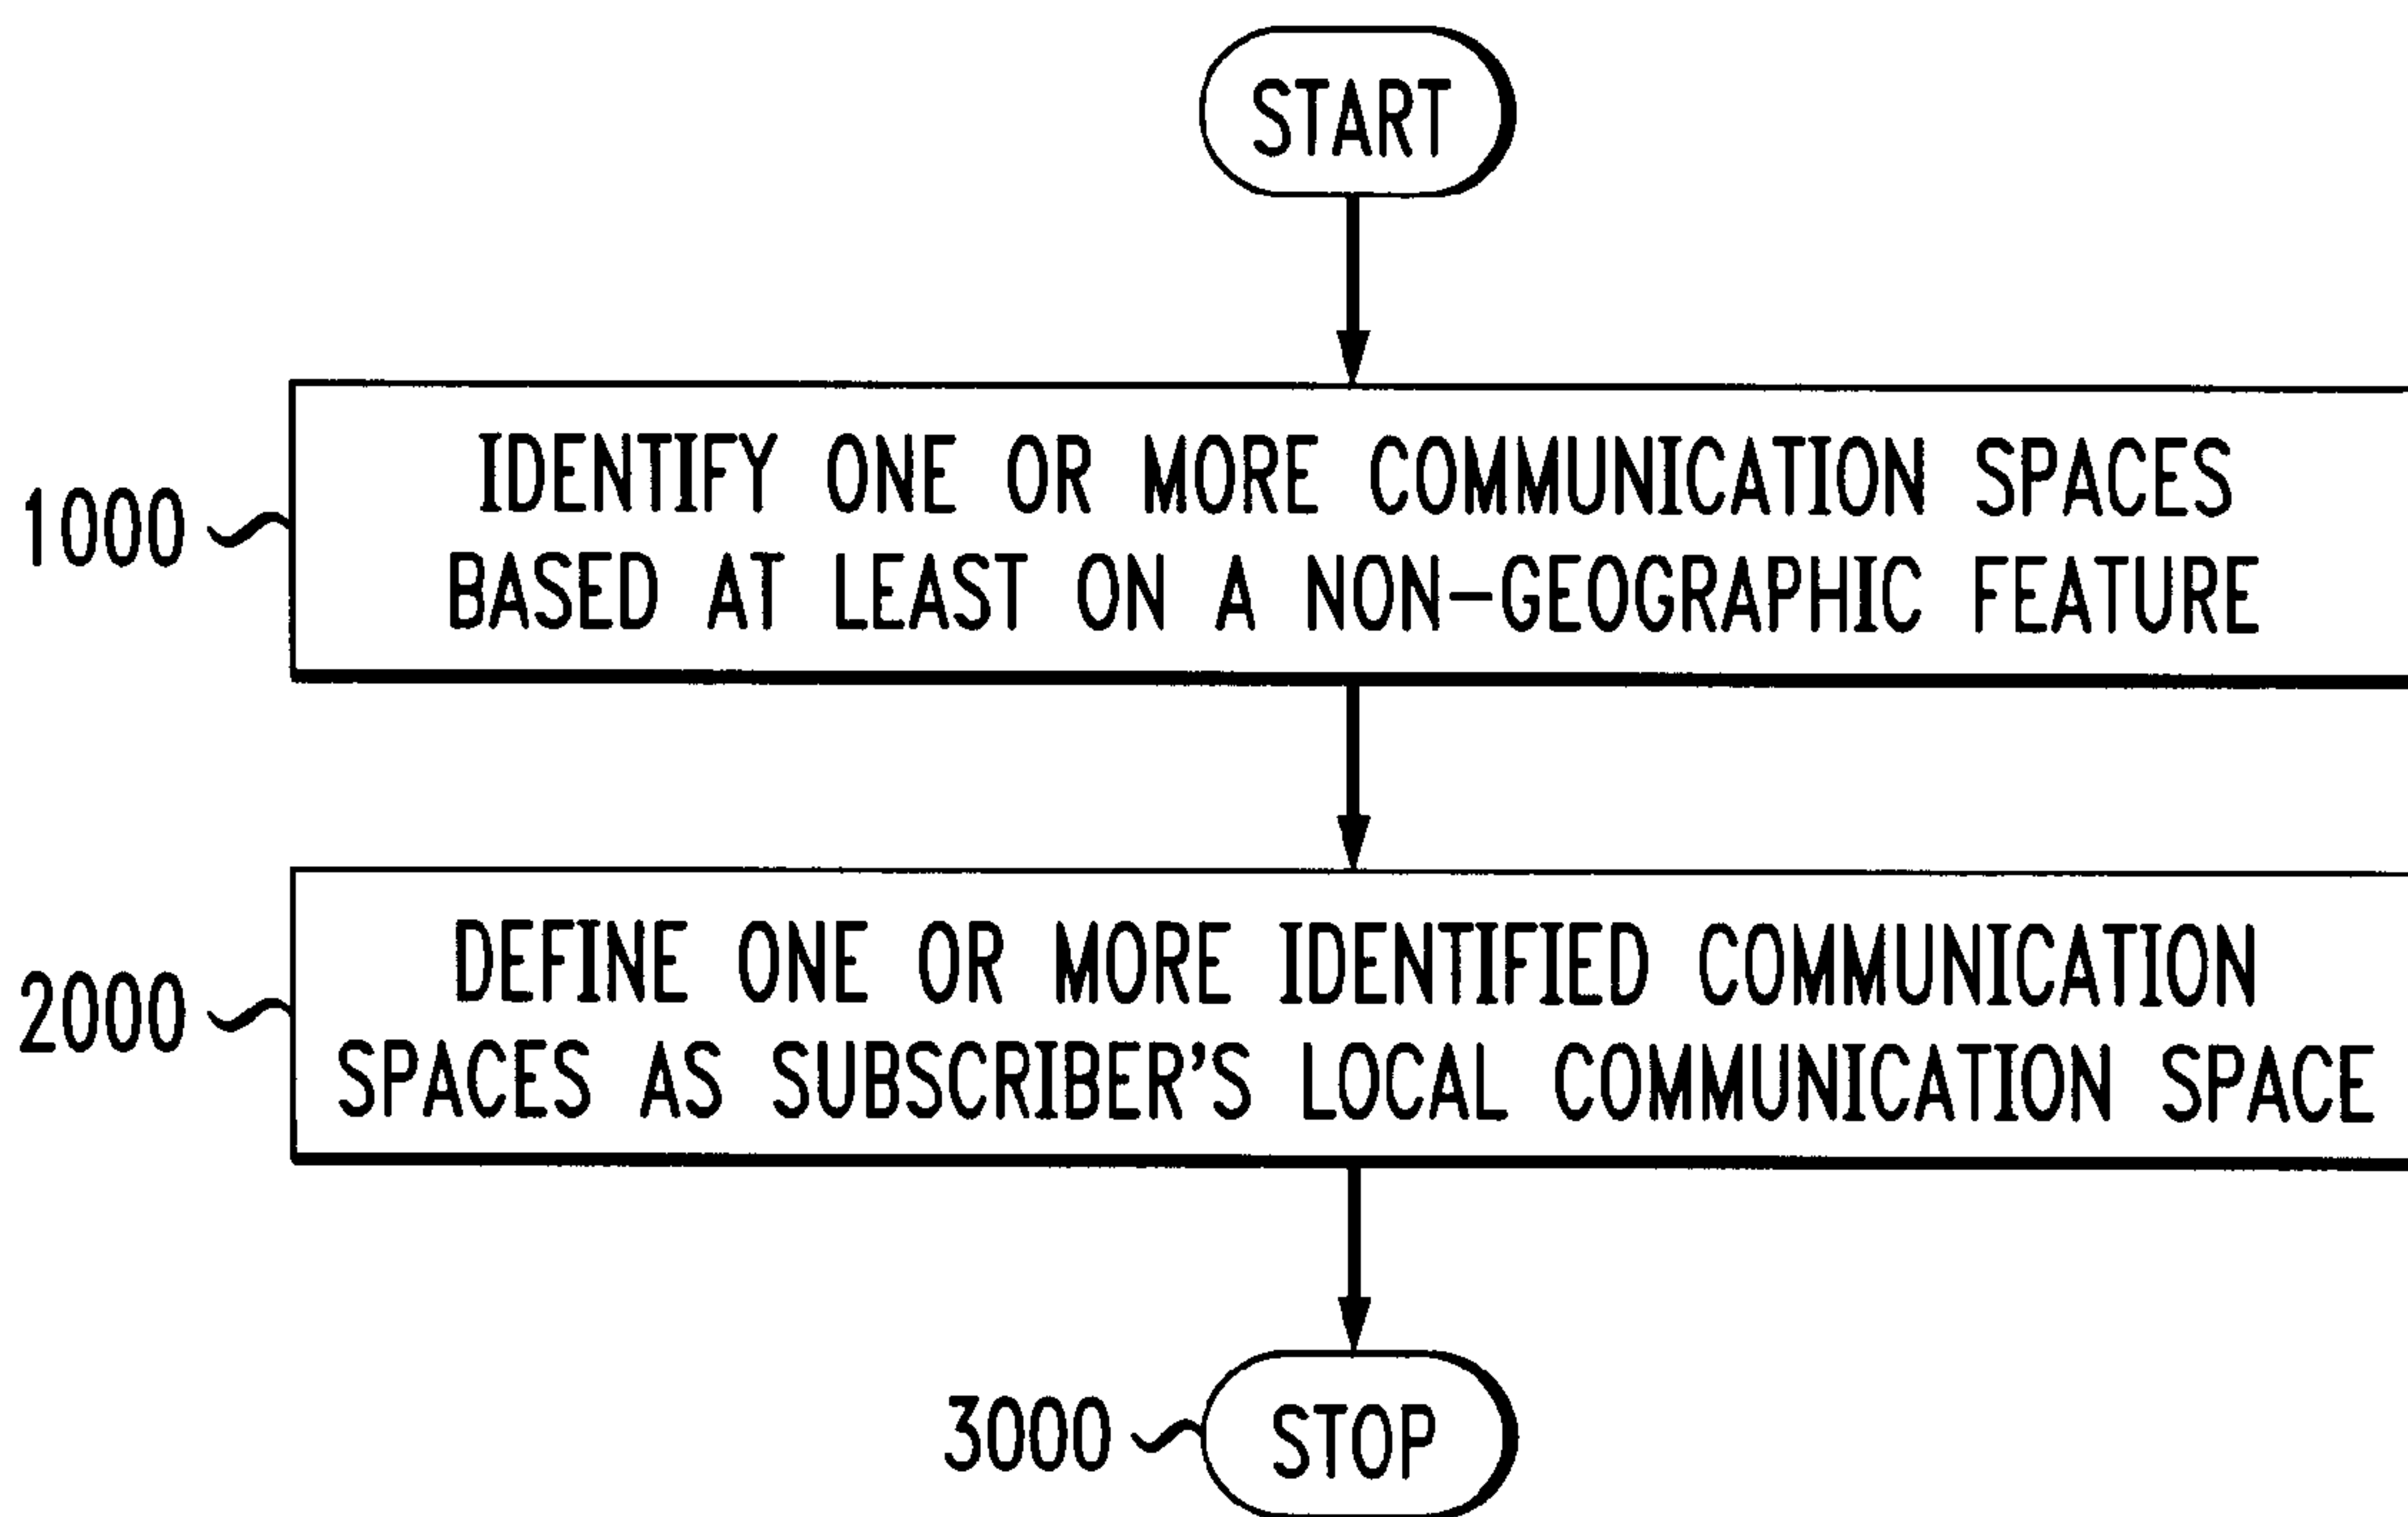 START
1000
IDENTIFY ONE OR MORE COMMUNICATION SPACES
BASED AT LEAST ON A NON-GEOGRAPHIC FEATURE
2000
DEFINE ONE OR MORE IDENTIFIED COMMUNICATION
SPACES AS SUBSCRIBER'S LOCAL COMMUNICATION SPACE
3000
STOP